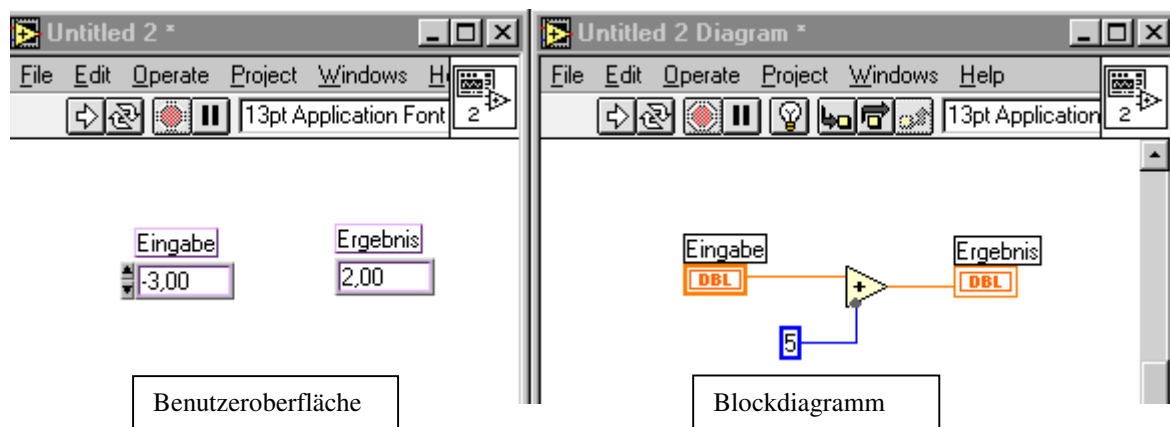 Untitled 2 *
File Edit Operate Project Windows
13pt Application Font
2
Eingabe
-3,00
Ergebnis
2,00
Benutzeroberfläche
Untitled 2 Diagram *
File Edit Operate Project Windows Help
13pt Application
2
Eingabe
DBL
+
5
Ergebnis
DBL
Blockdiagramm